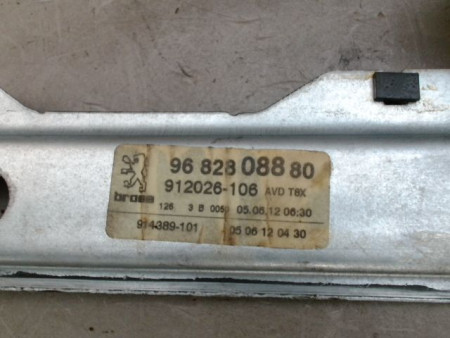 96 828 088 80
912026-106 AVD T8X
brose 126 3 B 0059 05.06.12 06:30
914389-101 05 06 12 04 30